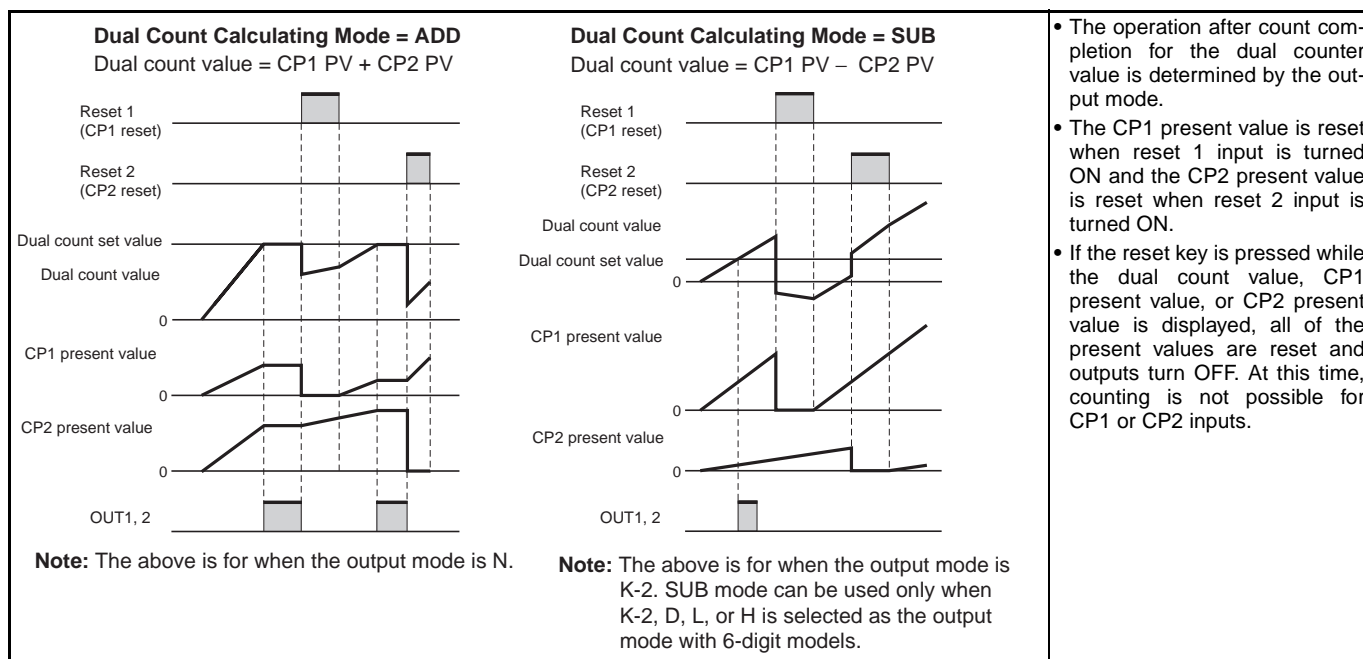 Dual Count Calculating Mode = ADD
Dual count value = CP1 PV + CP2 PV
Reset 1
(CP1 reset)
Reset 2
(CP2 reset)
Dual count set value
Dual count value
0
CP1 present value
0
CP2 present value
0
OUT1, 2
Note: The above is for when the output mode is N.
Dual Count Calculating Mode = SUB
Dual count value = CP1 PV − CP2 PV
Reset 1
(CP1 reset)
Reset 2
(CP2 reset)
Dual count value
Dual count set value
0
CP1 present value
0
CP2 present value
0
OUT1, 2
Note: The above is for when the output mode is
K-2. SUB mode can be used only when
K-2, D, L, or H is selected as the output
mode with 6-digit models.
• The operation after count com-
pletion for the dual counter
value is determined by the out-
put mode.
• The CP1 present value is reset
when reset 1 input is turned
ON and the CP2 present value
is reset when reset 2 input is
turned ON.
• If the reset key is pressed while
the dual count value, CP1
present value, or CP2 present
value is displayed, all of the
present values are reset and
outputs turn OFF. At this time,
counting is not possible for
CP1 or CP2 inputs.